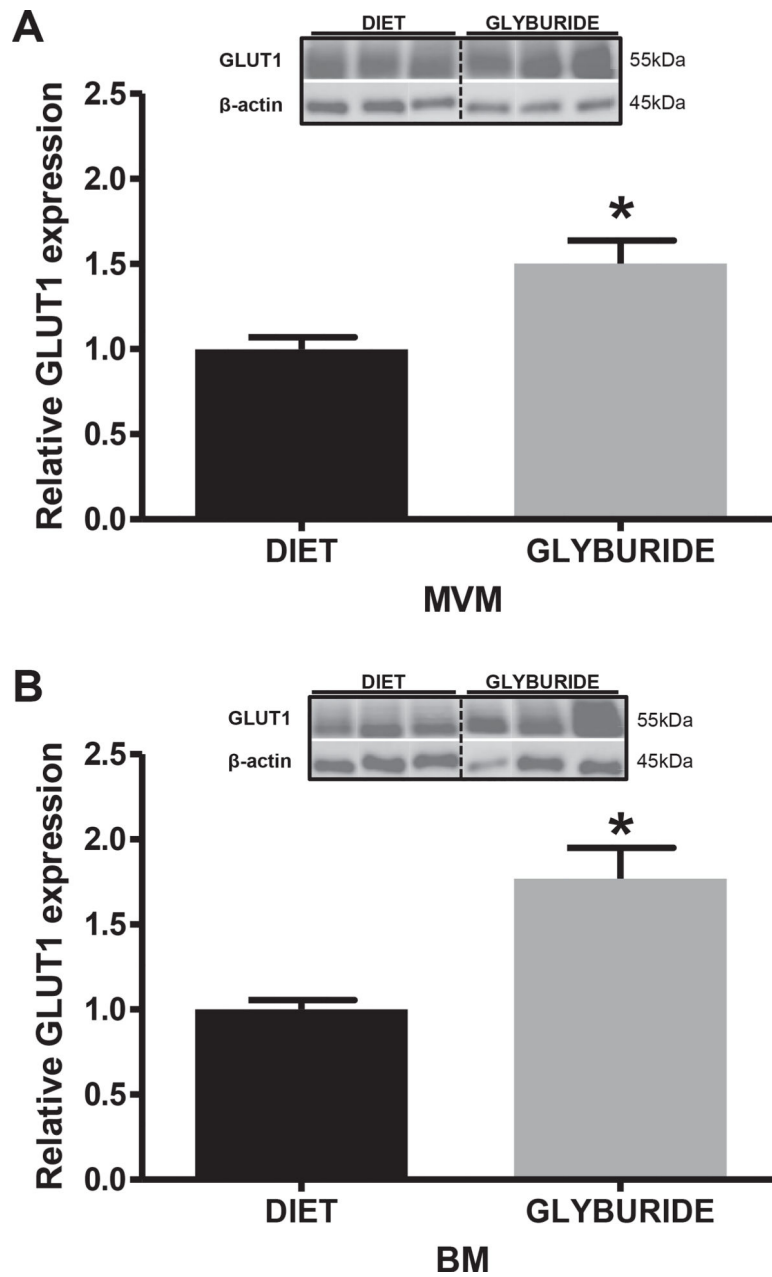 A
DIET GLYBURIDE
GLUT1 55kDa
β-actin 45kDa
2.5
2.0
1.5
1.0
0.5
0.0
Relative GLUT1 expression
*
DIET GLYBURIDE
MVM
B
DIET GLYBURIDE
GLUT1 55kDa
β-actin 45kDa
2.5
2.0
1.5
1.0
0.5
0.0
Relative GLUT1 expression
*
DIET GLYBURIDE
BM